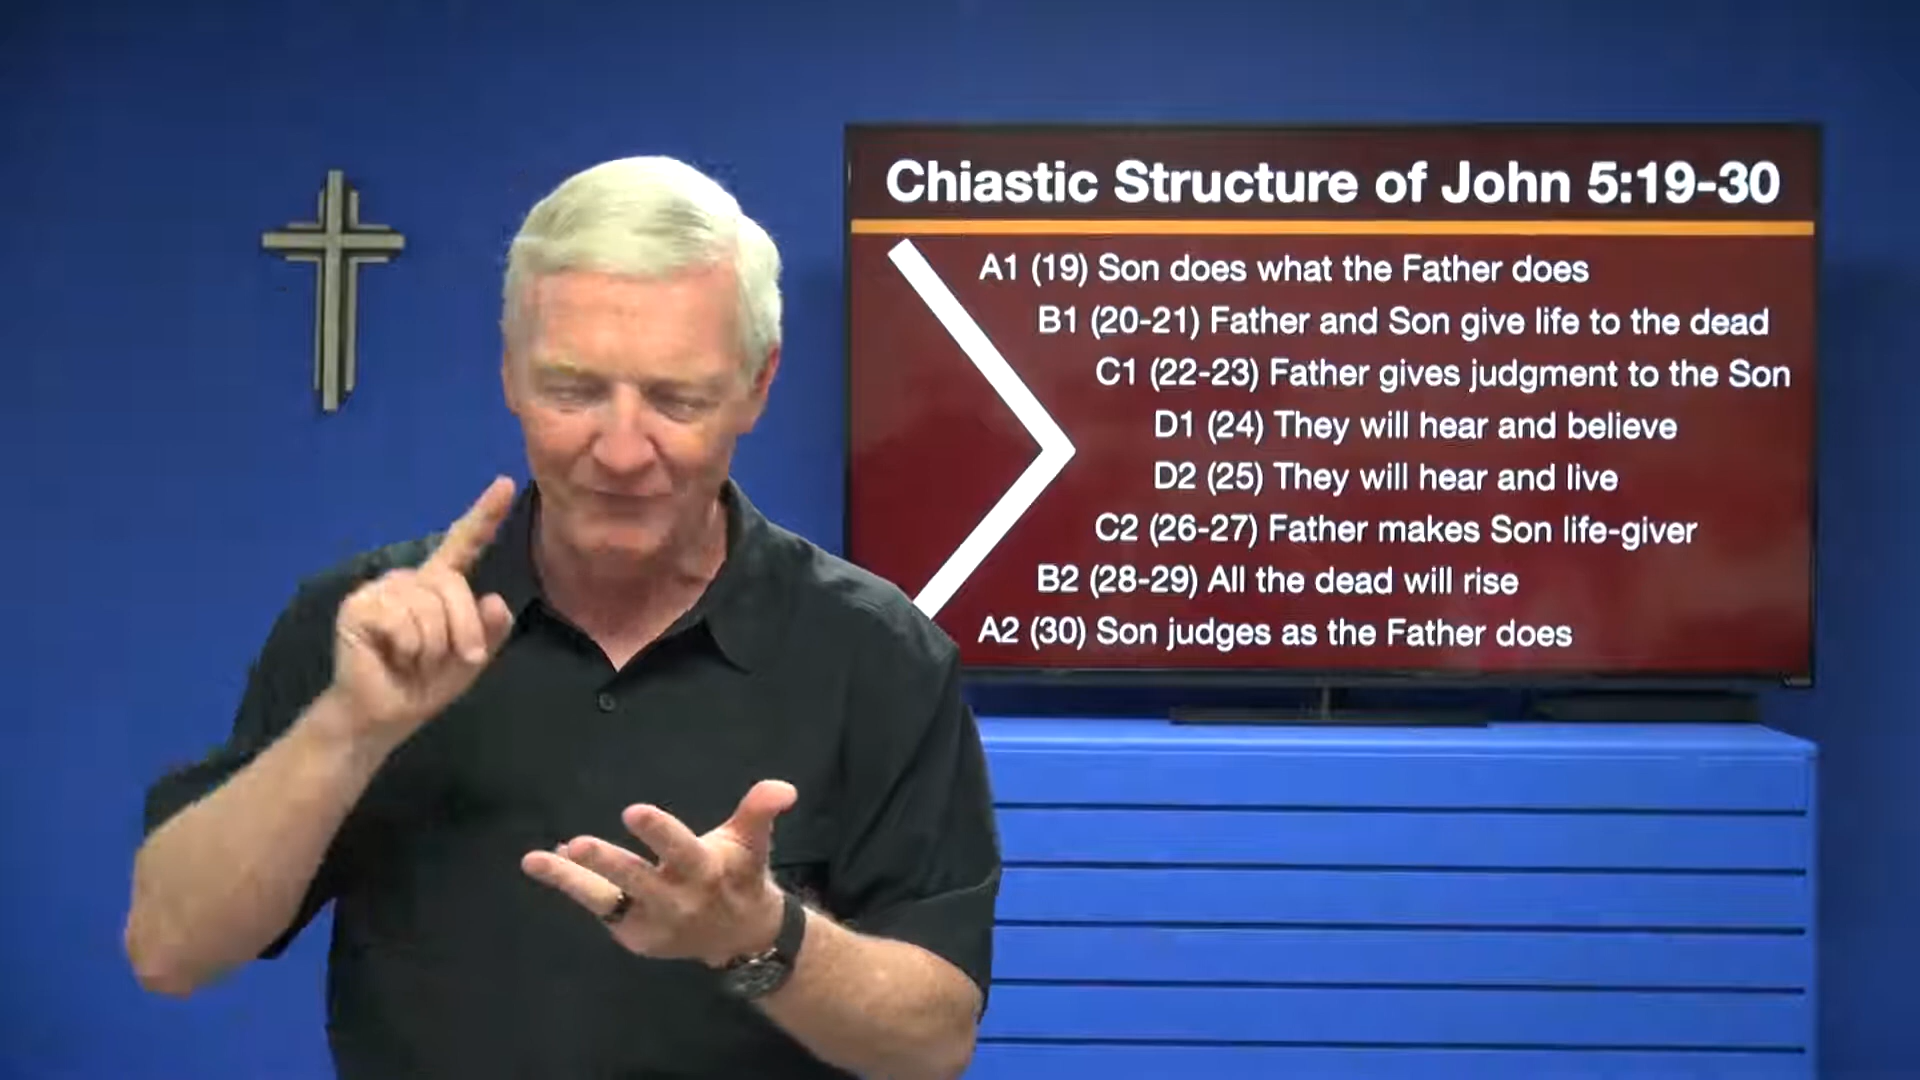 Chiastic Structure of John 5:19-30
A1 (19) Son does what the Father does
B1 (20-21) Father and Son give life to the dead
C1 (22-23) Father gives judgment to the Son
D1 (24) They will hear and believe
D2 (25) They will hear and live
C2 (26-27) Father makes Son life-giver
B2 (28-29) All the dead will rise
A2 (30) Son judges as the Father does